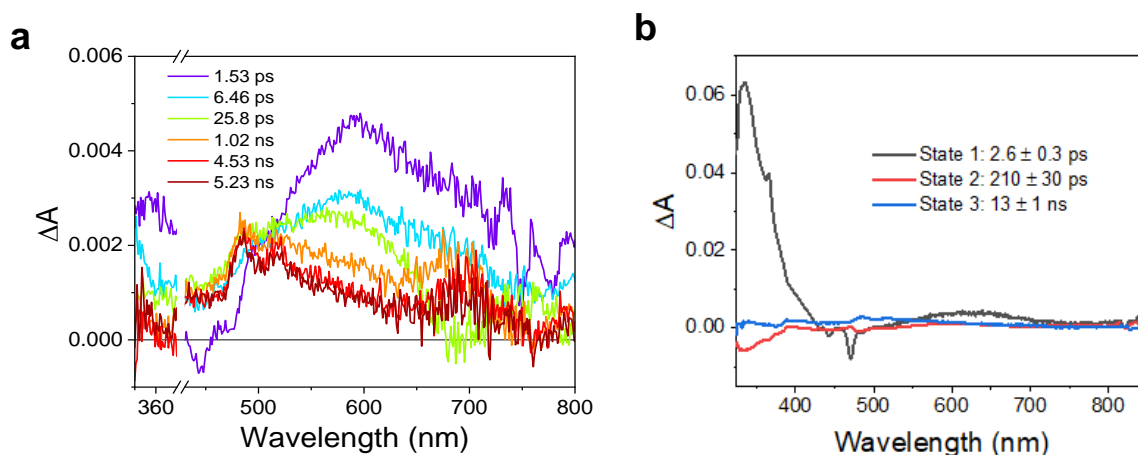 a
0.006
0.004
0.002
0.000
ΔA
1.53 ps
6.46 ps
25.8 ps
1.02 ns
4.53 ns
5.23 ns
360
500
600
700
800
Wavelength (nm)
b
0.06
0.04
0.02
0.00
ΔA
State 1: 2.6 ± 0.3 ps
State 2: 210 ± 30 ps
State 3: 13 ± 1 ns
400
500
600
700
800
Wavelength (nm)